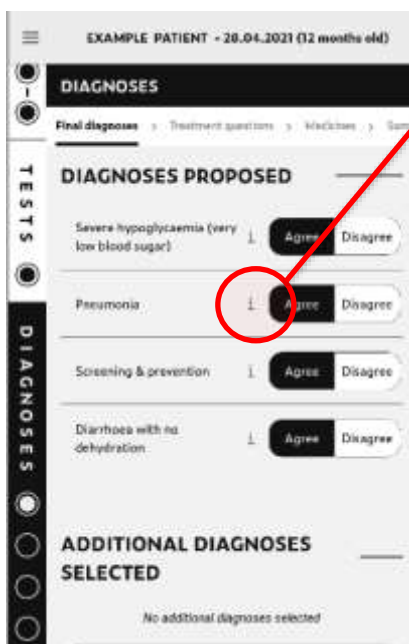 EXAMPLE PATIENT - 28.04.2021 (12 months old)
DIAGNOSES
Final diagnoses > Treatment questions > Medicines > Sum
TESTS
DIAGNOSES
DIAGNOSES PROPOSED
Severe hypoglycaemia (very
low blood sugar) i Agree Disagree
Pneumonia i Agree Disagree
Screening & prevention i Agree Disagree
Diarrhoea with no
dehydration i Agree Disagree
ADDITIONAL DIAGNOSES
SELECTED
No additional diagnoses selected